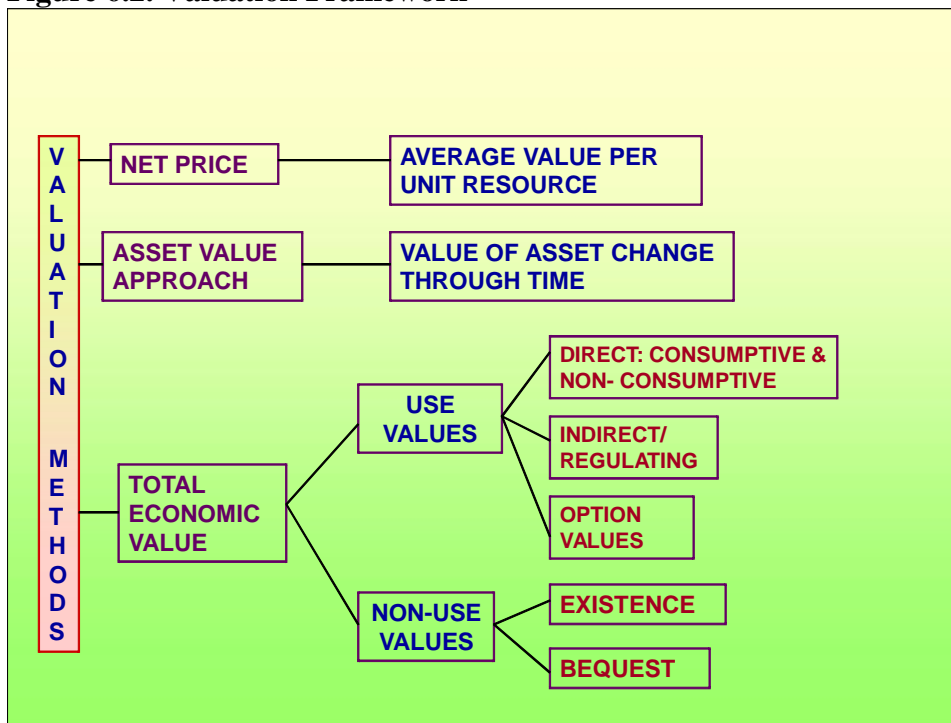 Figure 6.2: Valuation Framework
VALUATION METHODS
NET PRICE
AVERAGE VALUE PER
UNIT RESOURCE
ASSET VALUE
APPROACH
VALUE OF ASSET CHANGE
THROUGH TIME
TOTAL
ECONOMIC
VALUE
USE
VALUES
DIRECT: CONSUMPTIVE &
NON- CONSUMPTIVE
INDIRECT/
REGULATING
OPTION
VALUES
NON-USE
VALUES
EXISTENCE
BEQUEST